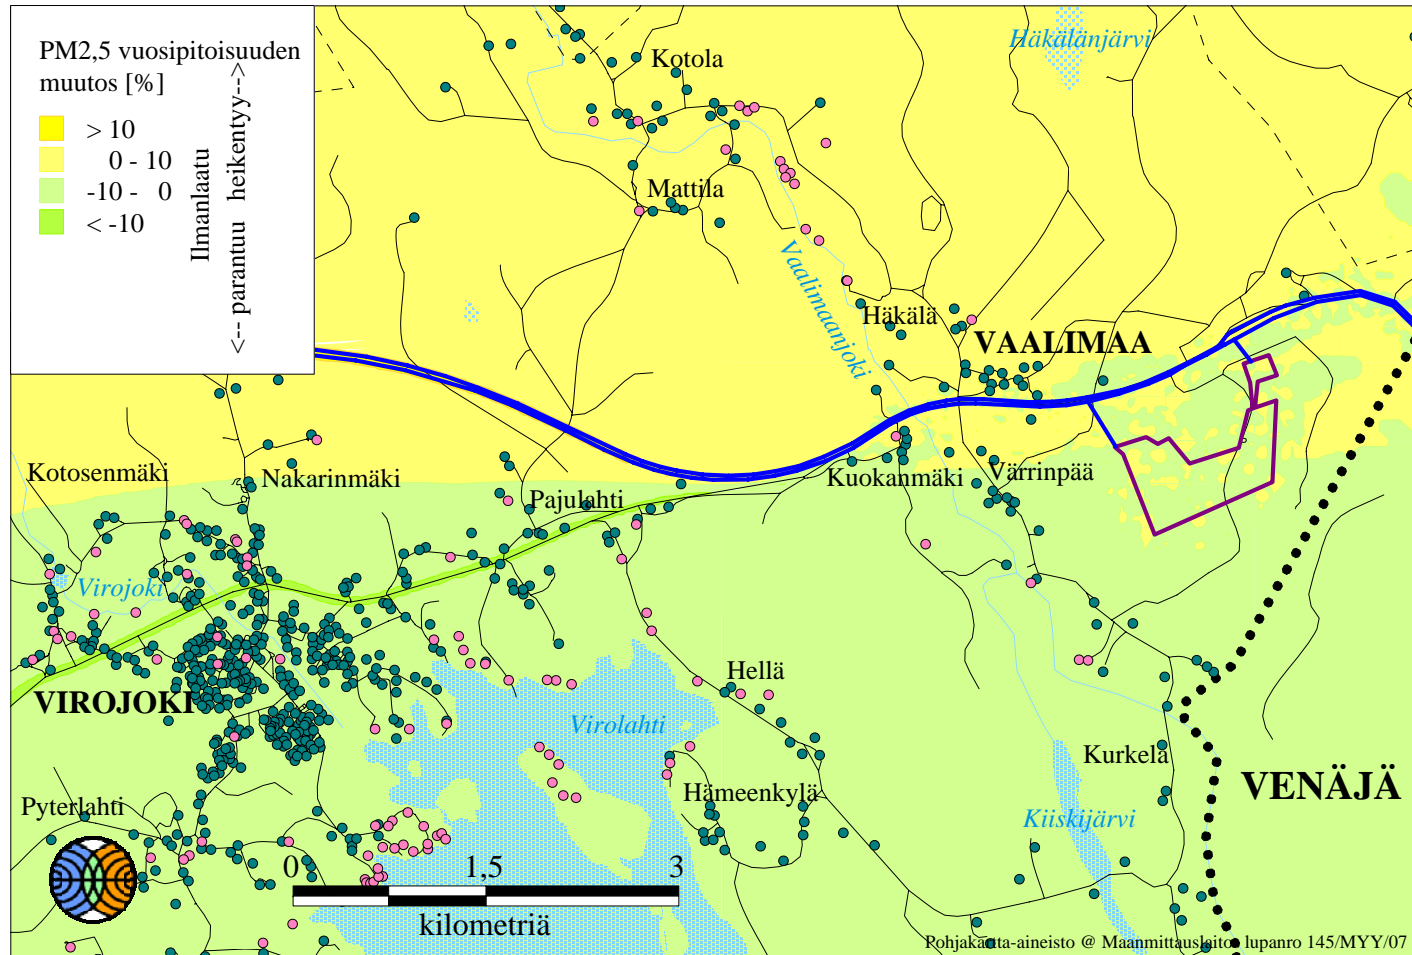 PM2,5 vuosipitoisuuden
muutos [%]
> 10
0 - 10
-10 - 0
< -10
Ilmanlaatu
<-- parantuu heikentyy-->
Kotola
Häkälänjärvi
Mattila
Vaalimaanjoki
Häkälä
VAALIMAA
Kotosenmäki
Nakarinmäki
Pajulahti
Kuokanmäki
Värrinpää
Virojoki
VIROJOKI
Hellä
Virolahti
Kurkela
VENÄJÄ
Pyterlahti
Hämeenkylä
Kiiskijärvi
0 1,5 3
kilometriä
Pohjakartta-aineisto @ Maanmittauslaitos lupanro 145/MYY/07